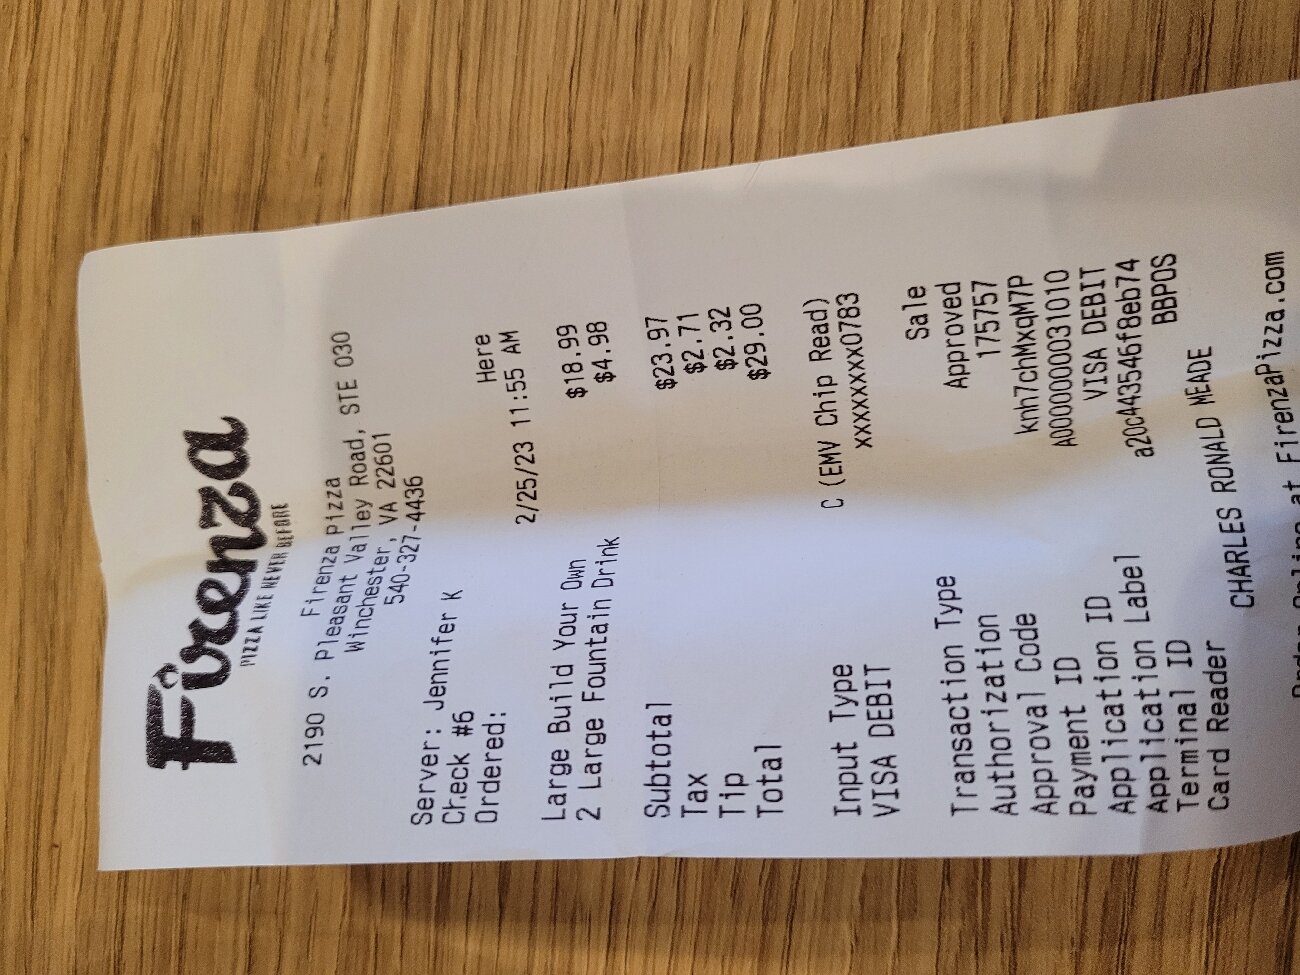 Firenza
PIZZA LIKE NEVER BEFORE
Firenza Pizza
2190 S. Pleasant Valley Road, STE 030
Winchester, VA 22601
540-327-4436
Server: Jennifer K
Check #6 Here
Ordered: 2/25/23 11:55 AM
Large Build Your Own $18.99
2 Large Fountain Drink $4.98
Subtotal $23.97
Tax $2.71
Tip $2.32
Total $29.00
Input Type C (EMV Chip Read)
VISA DEBIT xxxxxxxx0783
Transaction Type Sale
Authorization Approved
Approval Code 175757
Payment ID knh7chMxqM7P
Application ID A0000000031010
Application Label VISA DEBIT
Terminal ID a20c443546f8eb74
Card Reader BBPOS
CHARLES RONALD MEADE
Order Online at FirenzaPizza.com